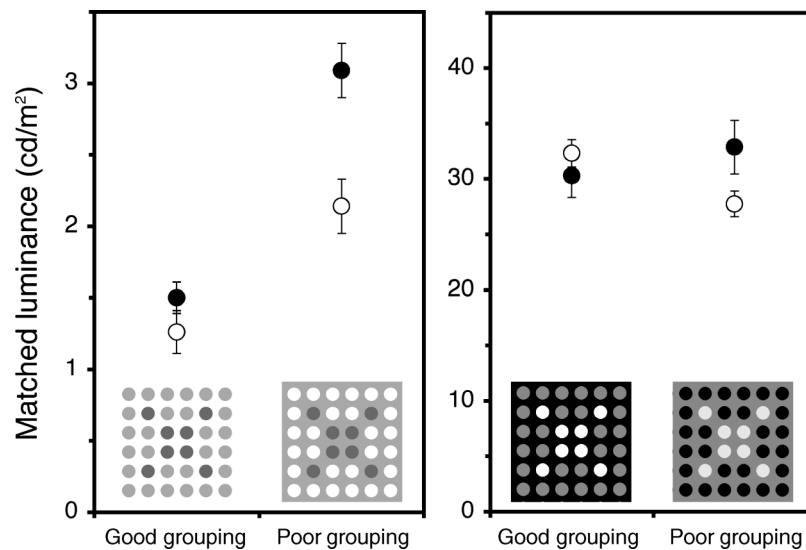 Matched luminance (cd/m²)
3
2
1
0
Good grouping
Poor grouping
40
30
20
10
0
Good grouping
Poor grouping